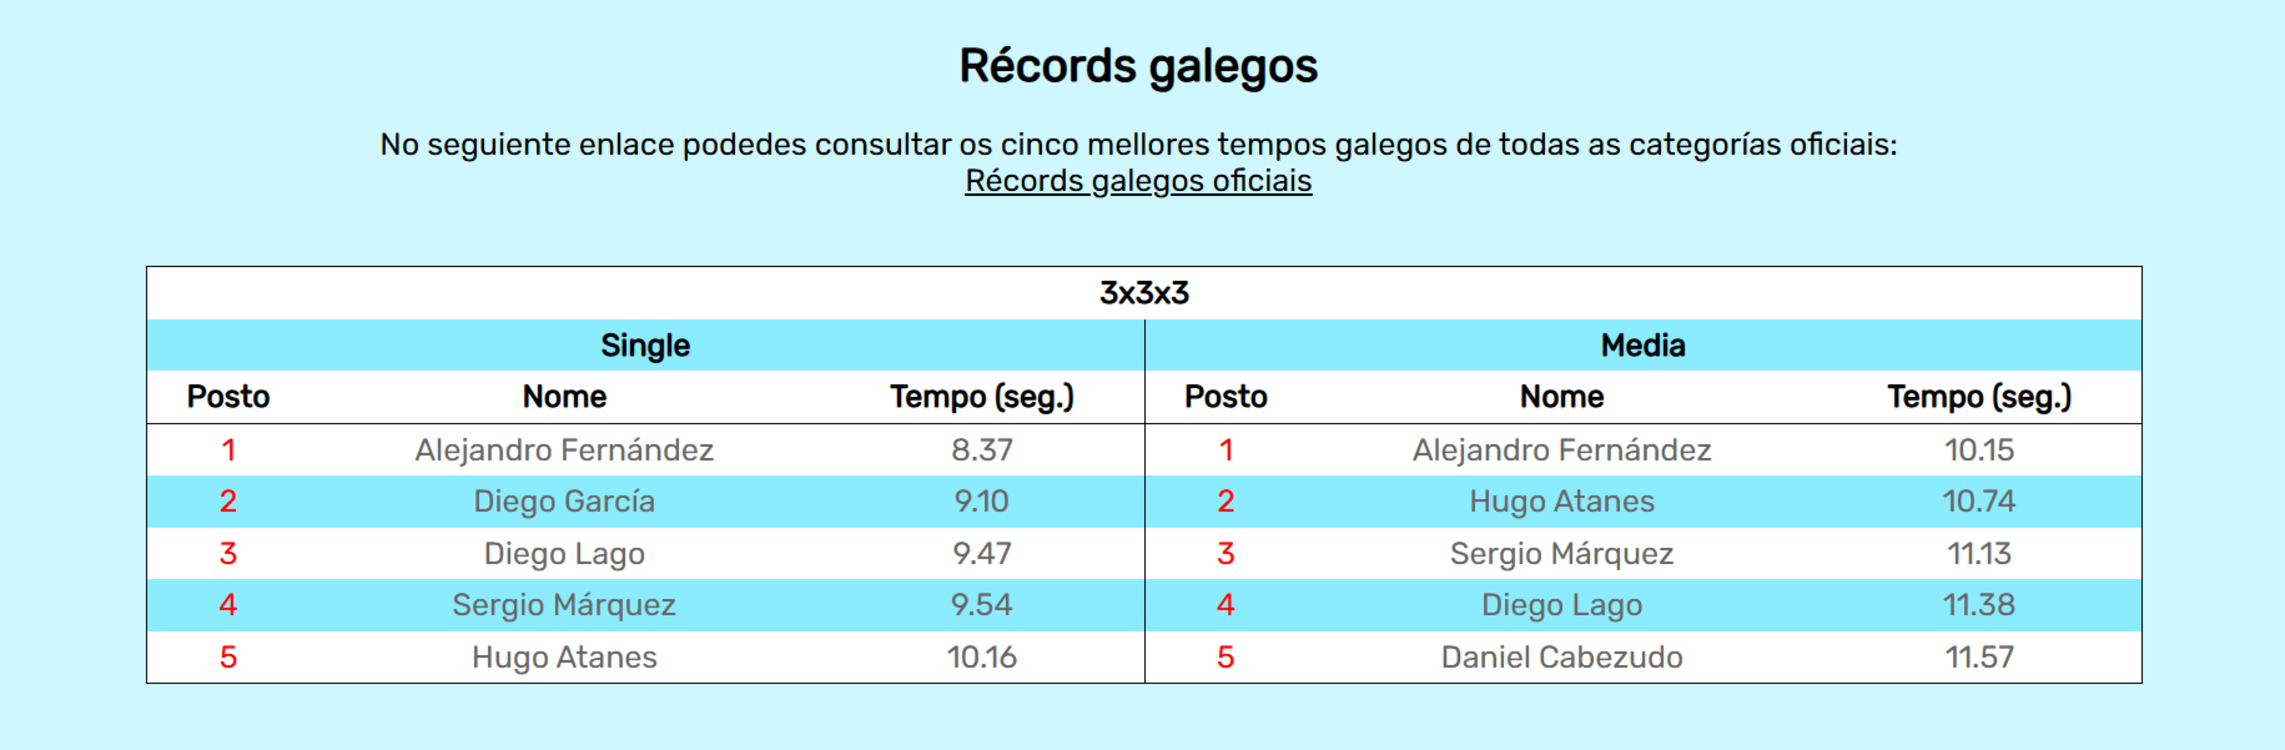 Récords galegos
No seguiente enlace podedes consultar os cinco mellores tempos galegos de todas as categorías oficiais:
Récords galegos oficiais
3x3x3
Single Media
Posto Nome Tempo (seg.) Posto Nome Tempo (seg.)
1 Alejandro Fernández 8.37 1 Alejandro Fernández 10.15
2 Diego García 9.10 2 Hugo Atanes 10.74
3 Diego Lago 9.47 3 Sergio Márquez 11.13
4 Sergio Márquez 9.54 4 Diego Lago 11.38
5 Hugo Atanes 10.16 5 Daniel Cabezudo 11.57